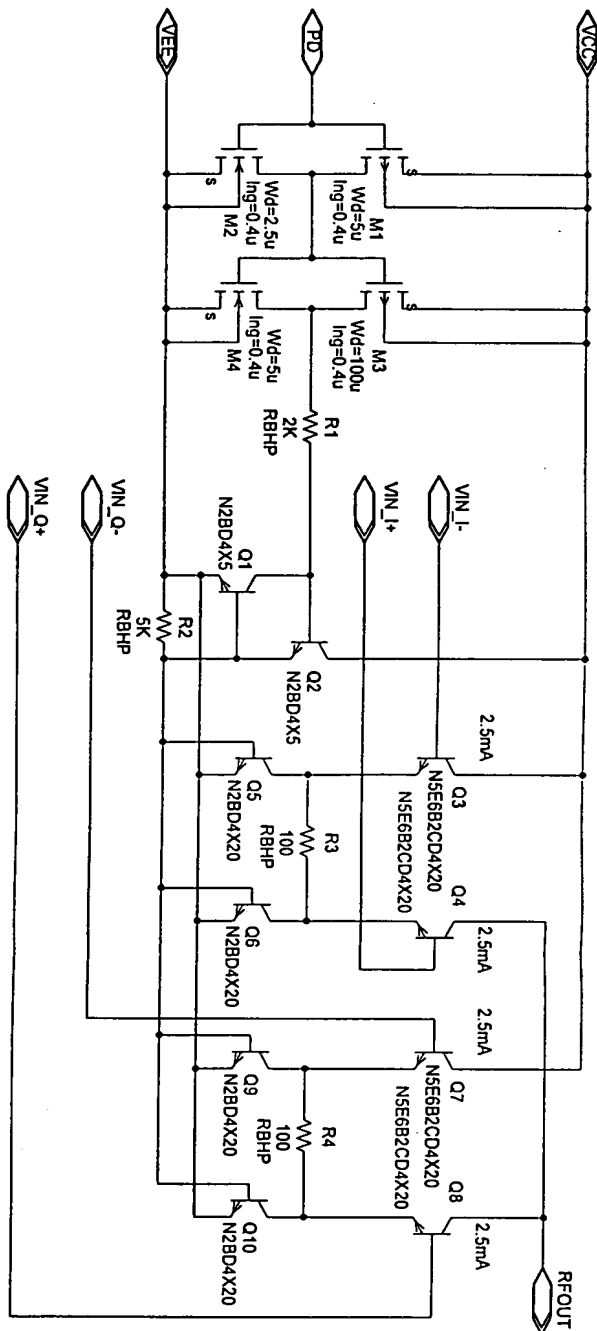 VCC
PD
VEE
S
M1
Wd=5u
lng=0.4u
Wd=2.5u
lng=0.4u
M2
S
S
M3
Wd=100u
lng=0.4u
Wd=5u
lng=0.4u
M4
S
R1
2K
RBHP
VIN_I-
VIN_I+
VIN_Q-
VIN_Q+
Q1
N2BD4X5
Q2
N2BD4X5
R2
5K
RBHP
2.5mA
Q3
N5E6B2CD4X20
Q4
N5E6B2CD4X20
2.5mA
R3
100
RBHP
Q5
N2BD4X20
Q6
N2BD4X20
2.5mA
Q7
N5E6B2CD4X20
Q8
N5E6B2CD4X20
2.5mA
R4
100
RBHP
Q9
N2BD4X20
Q10
N2BD4X20
RFOUT